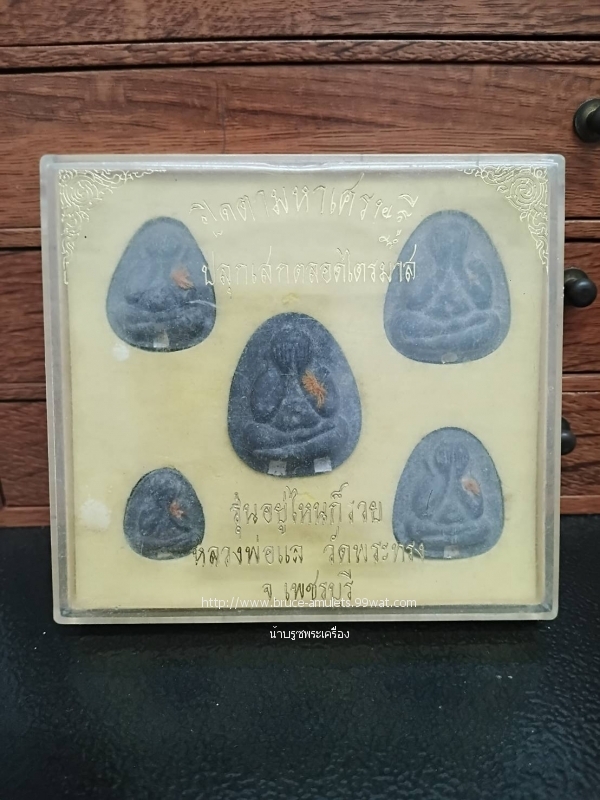 ปิดตามหาเศรษฐี
ปลุกเสกตลอดไตรมาส
รุ่นอยู่ไหนก็รวย
หลวงพ่อแล วัดพระทรง
จ.เพชรบุรี
http://www.bruce-amulets.99wat.com
น้าบรูซพระเครื่อง